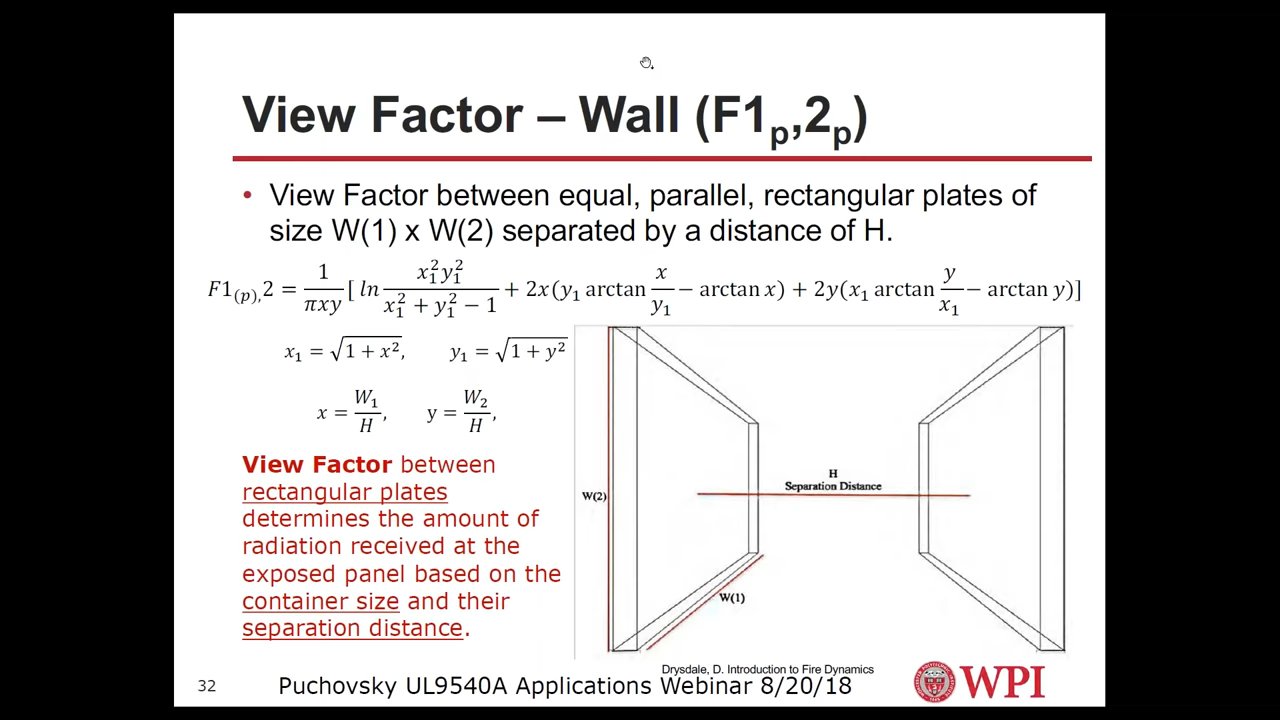 View Factor – Wall (F1p,2p)
• View Factor between equal, parallel, rectangular plates of
size W(1) x W(2) separated by a distance of H.
F1₍p₎,2 = 1/πxy [ ln x₁²y₁²/(x₁² + y₁² − 1) + 2x(y₁ arctan x/y₁ − arctan x) + 2y(x₁ arctan y/x₁ − arctan y)]
x₁ = √(1 + x²), y₁ = √(1 + y²)
x = W₁/H, y = W₂/H,
View Factor between
rectangular plates
determines the amount of
radiation received at the
exposed panel based on the
container size and their
separation distance.
H
Separation Distance
W(2)
W(1)
Drysdale, D. Introduction to Fire Dynamics
32 Puchovsky UL9540A Applications Webinar 8/20/18
WPI